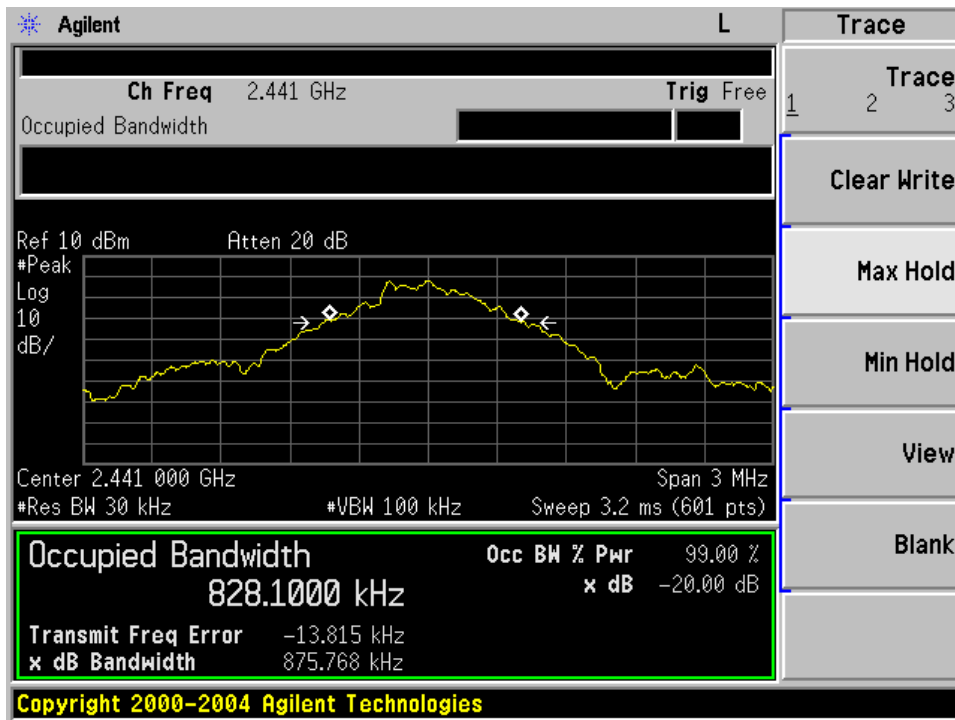 Agilent L Trace
Ch Freq 2.441 GHz Trig Free
Occupied Bandwidth
Trace
1 2 3
Clear Write
Max Hold
Min Hold
View
Blank
Ref 10 dBm Atten 20 dB
#Peak
Log
10
dB/
Center 2.441 000 GHz Span 3 MHz
#Res BW 30 kHz #VBW 100 kHz Sweep 3.2 ms (601 pts)
Occupied Bandwidth Occ BW % Pwr 99.00 %
828.1000 kHz x dB -20.00 dB
Transmit Freq Error -13.815 kHz
x dB Bandwidth 875.768 kHz
Copyright 2000-2004 Agilent Technologies